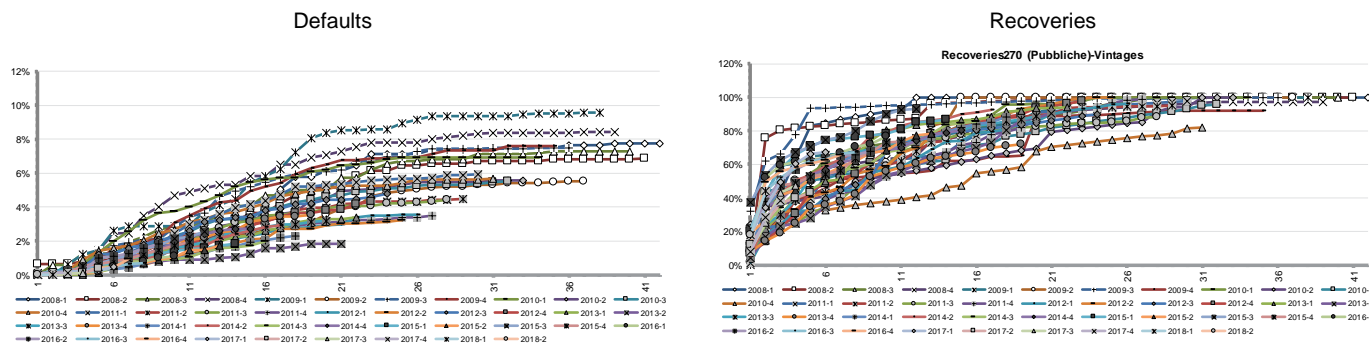 Defaults
Recoveries
Recoveries270 (Pubbliche)-Vintages
12%
10%
8%
6%
4%
2%
0%
1 6 11 16 21 26 31 36 41
2008-1 2008-2 2008-3 2008-4 2009-1 2009-2 2009-3 2009-4 2010-1 2010-2 2010-3
2010-4 2011-1 2011-2 2011-3 2011-4 2012-1 2012-2 2012-3 2012-4 2013-1 2013-2
2013-3 2013-4 2014-1 2014-2 2014-3 2014-4 2015-1 2015-2 2015-3 2015-4 2016-1
2016-2 2016-3 2016-4 2017-1 2017-2 2017-3 2017-4 2018-1 2018-2
120%
100%
80%
60%
40%
20%
0%
1 6 11 16 21 26 31 36 41
2008-1 2008-2 2008-3 2008-4 2009-1 2009-2 2009-3 2009-4 2010-1 2010-2 2010-
2010-4 2011-1 2011-2 2011-3 2011-4 2012-1 2012-2 2012-3 2012-4 2013-1 2013-
2013-3 2013-4 2014-1 2014-2 2014-3 2014-4 2015-1 2015-2 2015-3 2015-4 2016-
2016-2 2016-3 2016-4 2017-1 2017-2 2017-3 2017-4 2018-1 2018-2